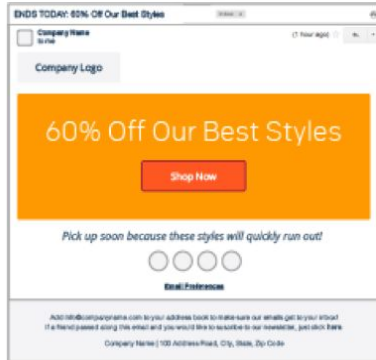 ENDS TODAY: 60% Off Our Best Styles
Inbox x
Company Name
to me
(1 hour ago)
Company Logo
60% Off Our Best Styles
Shop Now
Pick up soon because these styles will quickly run out!
Email Preferences
Add info@companyname.com to your address book to make sure our emails get to your inbox!
If a friend passed along this email and you would like to suscribe to our newsletter, just click here.
Company Name | 100 Address Road, City, State, Zip Code